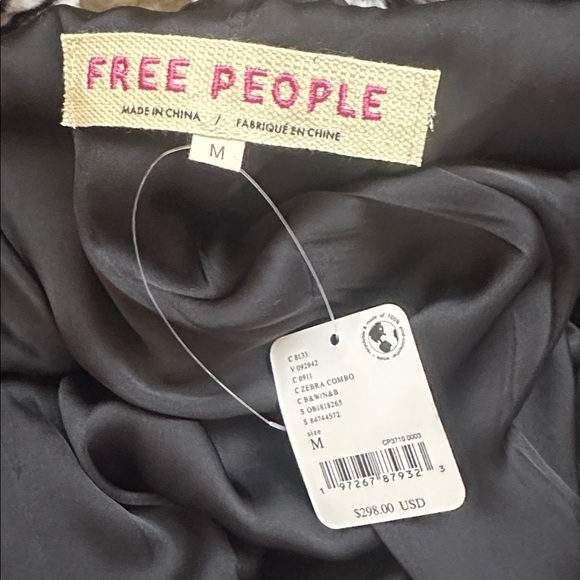 FREE PEOPLE
MADE IN CHINA / FABRIQUÉ EN CHINE
M
C 8133
V 092942
C 0911
C ZEBRA COMBO
C B&W/N&B
S OB1818265
S 84744572
size
M
CP3710 0003
1 97267 87932 3
$298.00 USD